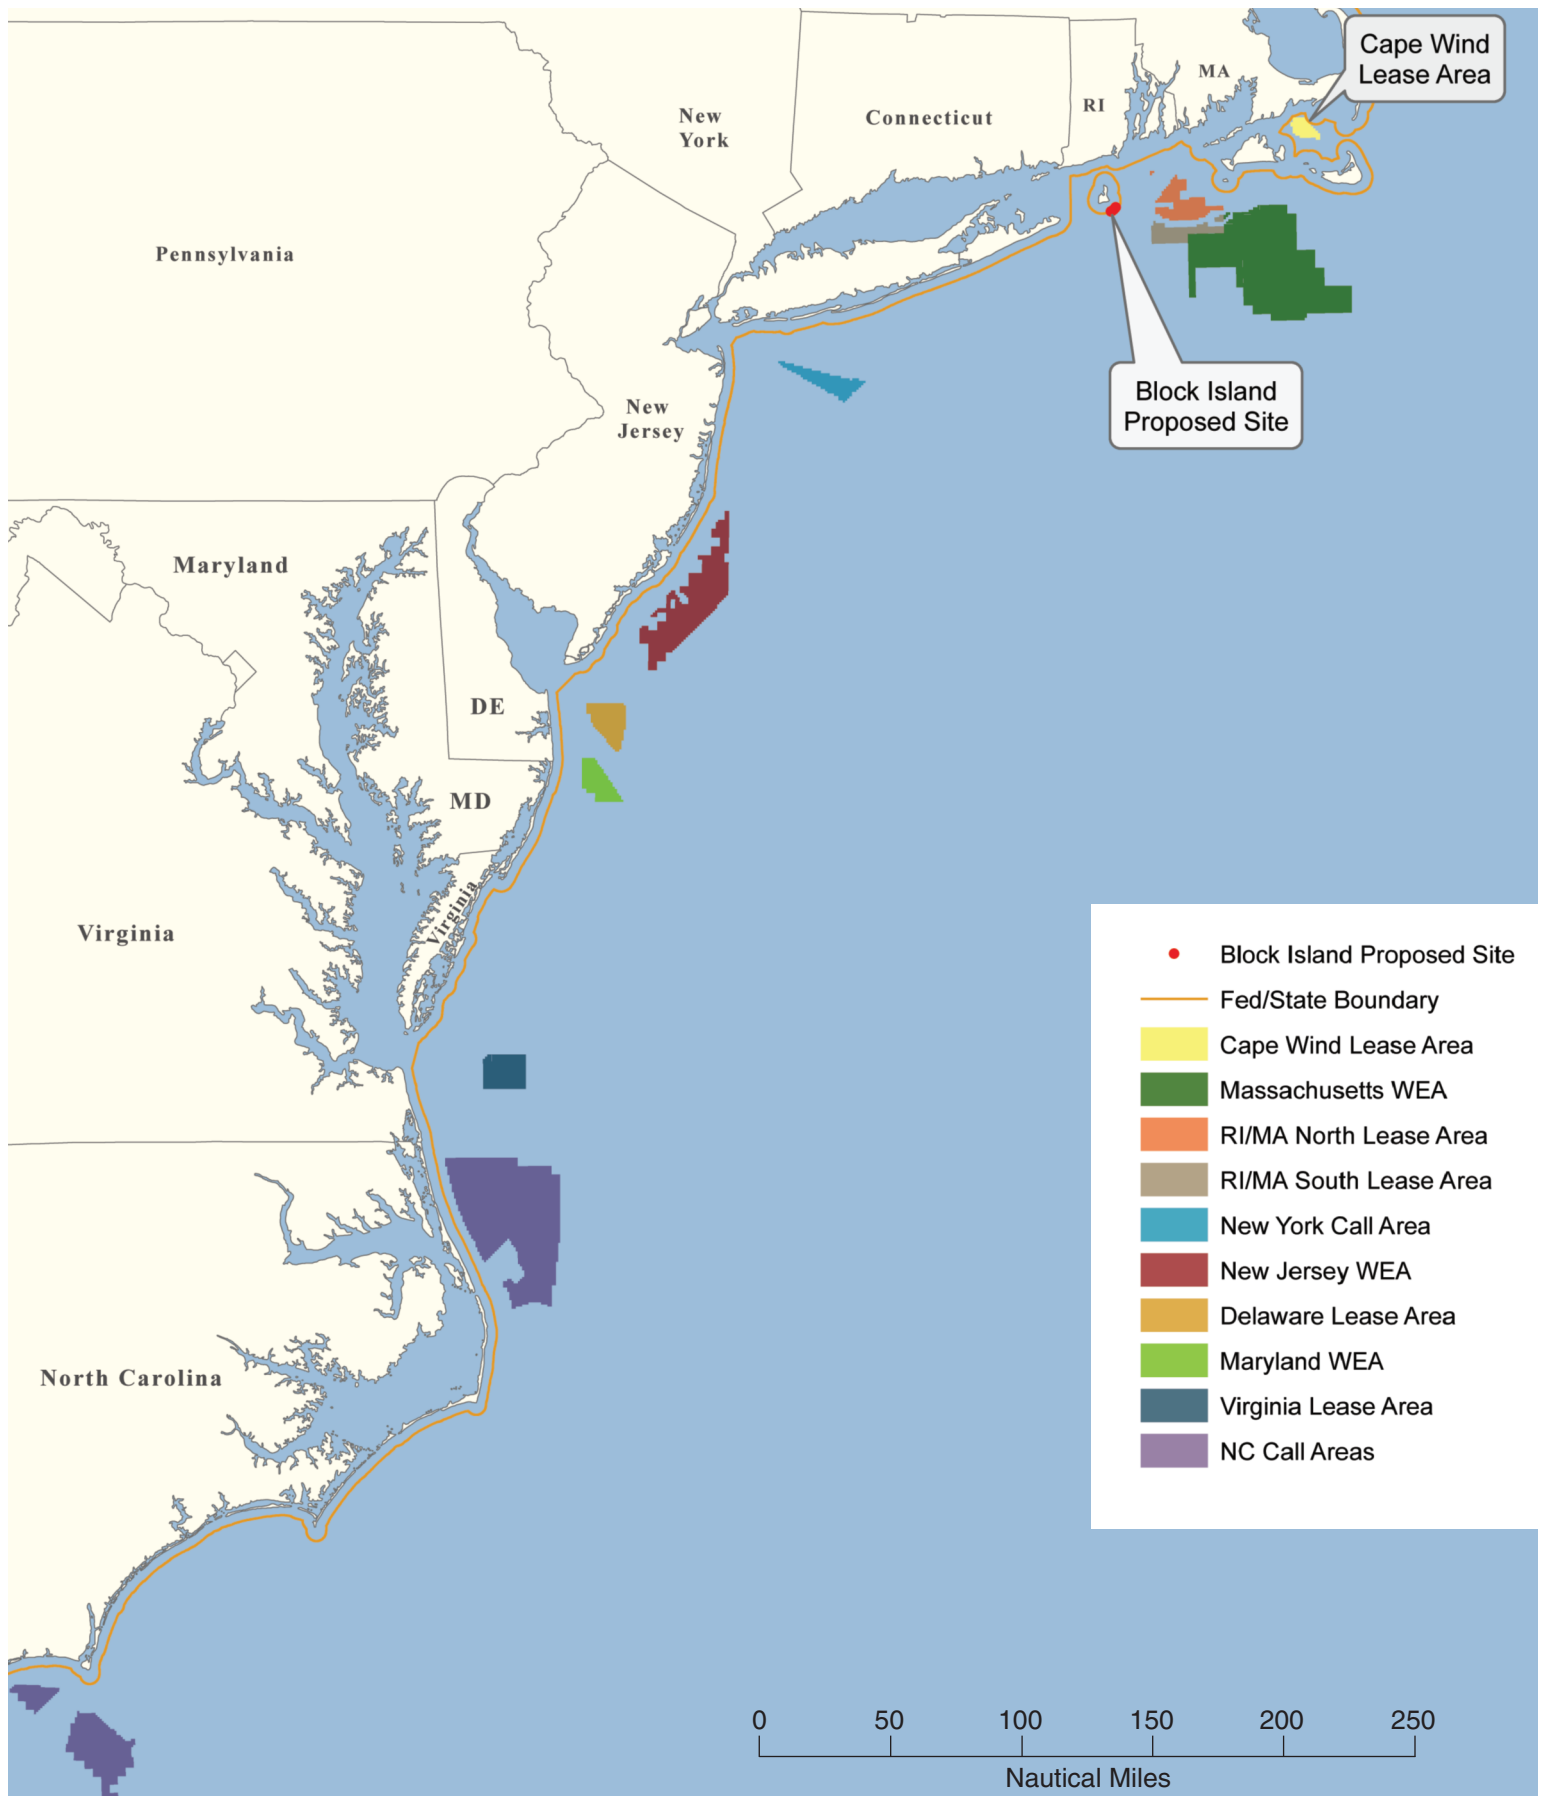 Cape Wind
Lease Area
MA
RI
New
York
Connecticut
Pennsylvania
Block Island
Proposed Site
New
Jersey
Maryland
DE
MD
Virginia
Virginia
North Carolina
Block Island Proposed Site
Fed/State Boundary
Cape Wind Lease Area
Massachusetts WEA
RI/MA North Lease Area
RI/MA South Lease Area
New York Call Area
New Jersey WEA
Delaware Lease Area
Maryland WEA
Virginia Lease Area
NC Call Areas
0 50 100 150 200 250
Nautical Miles